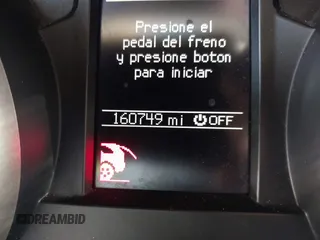 Presione el
pedal del freno
y presione boton
para iniciar
160749 mi ⏻OFF
DREAMBID